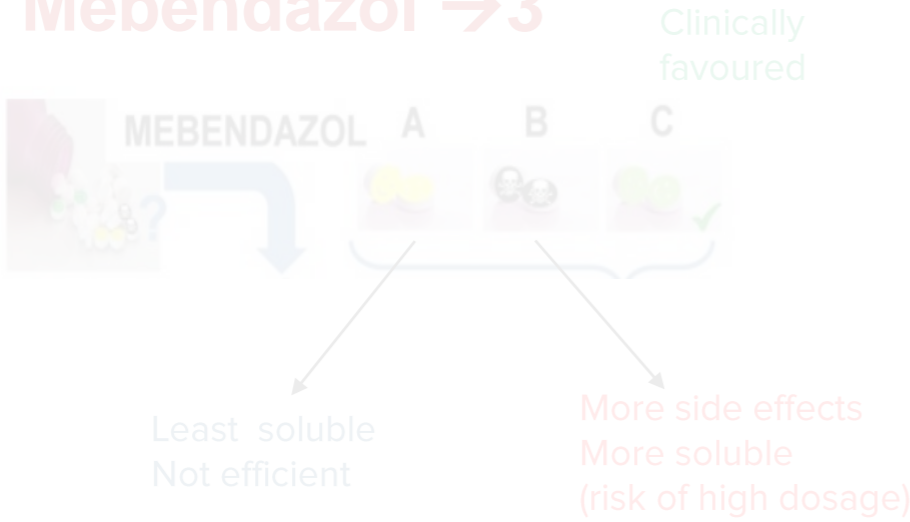 Mebendazol →3
Clinically
favoured
MEBENDAZOL A B C
?
Least soluble
Not efficient
More side effects
More soluble
(risk of high dosage)